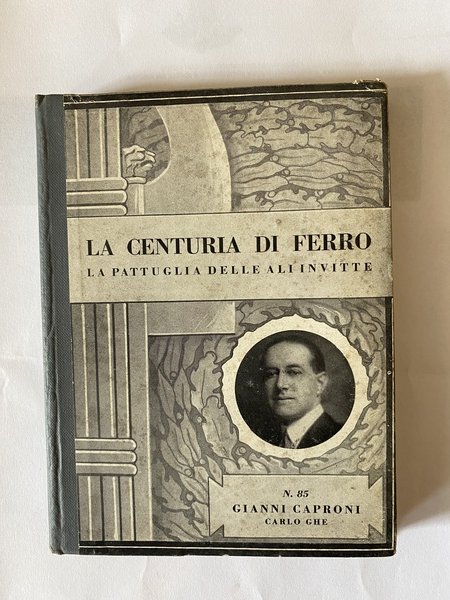 LA CENTURIA DI FERRO
LA PATTUGLIA DELLE ALI INVITTE
N. 85
GIANNI CAPRONI
CARLO GHE